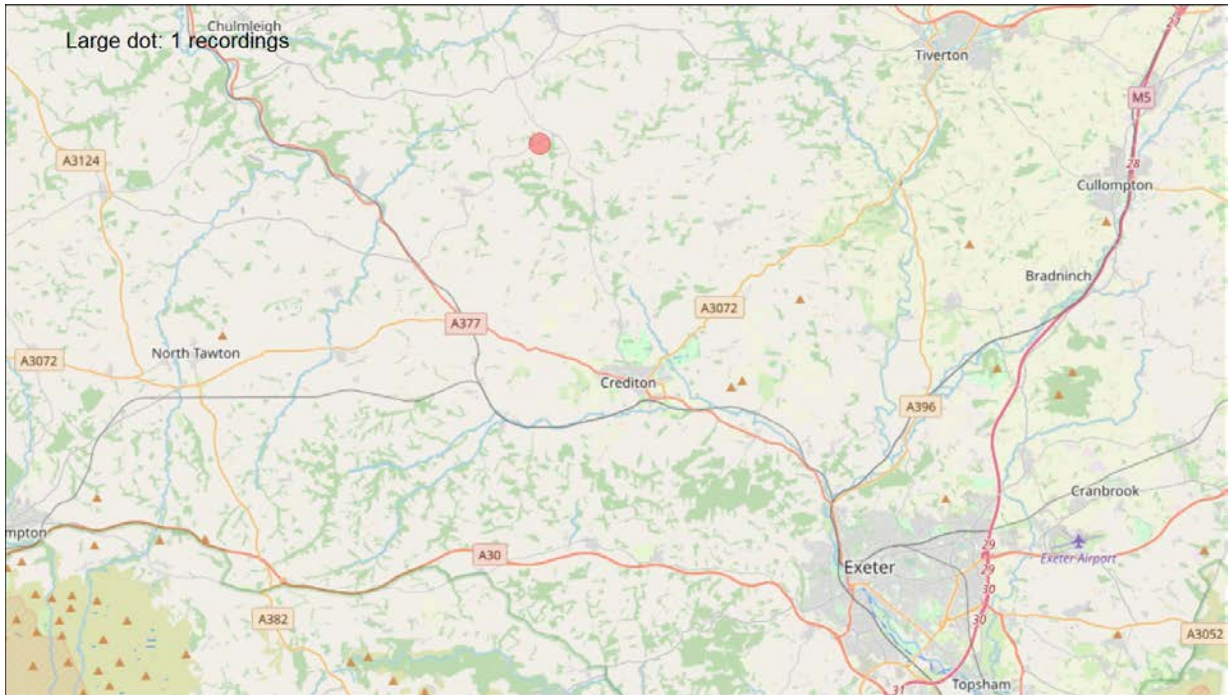 Chulmleigh
Large dot: 1 recordings
23
Tiverton
M5
A3124
28
Cullompton
Bradninch
A3072
A377
North Tawton
A3072
Crediton
A396
Cranbrook
mpton
A30
29
Exeter Airport
Exeter
29
30
30
A382
A3052
Topsham
31